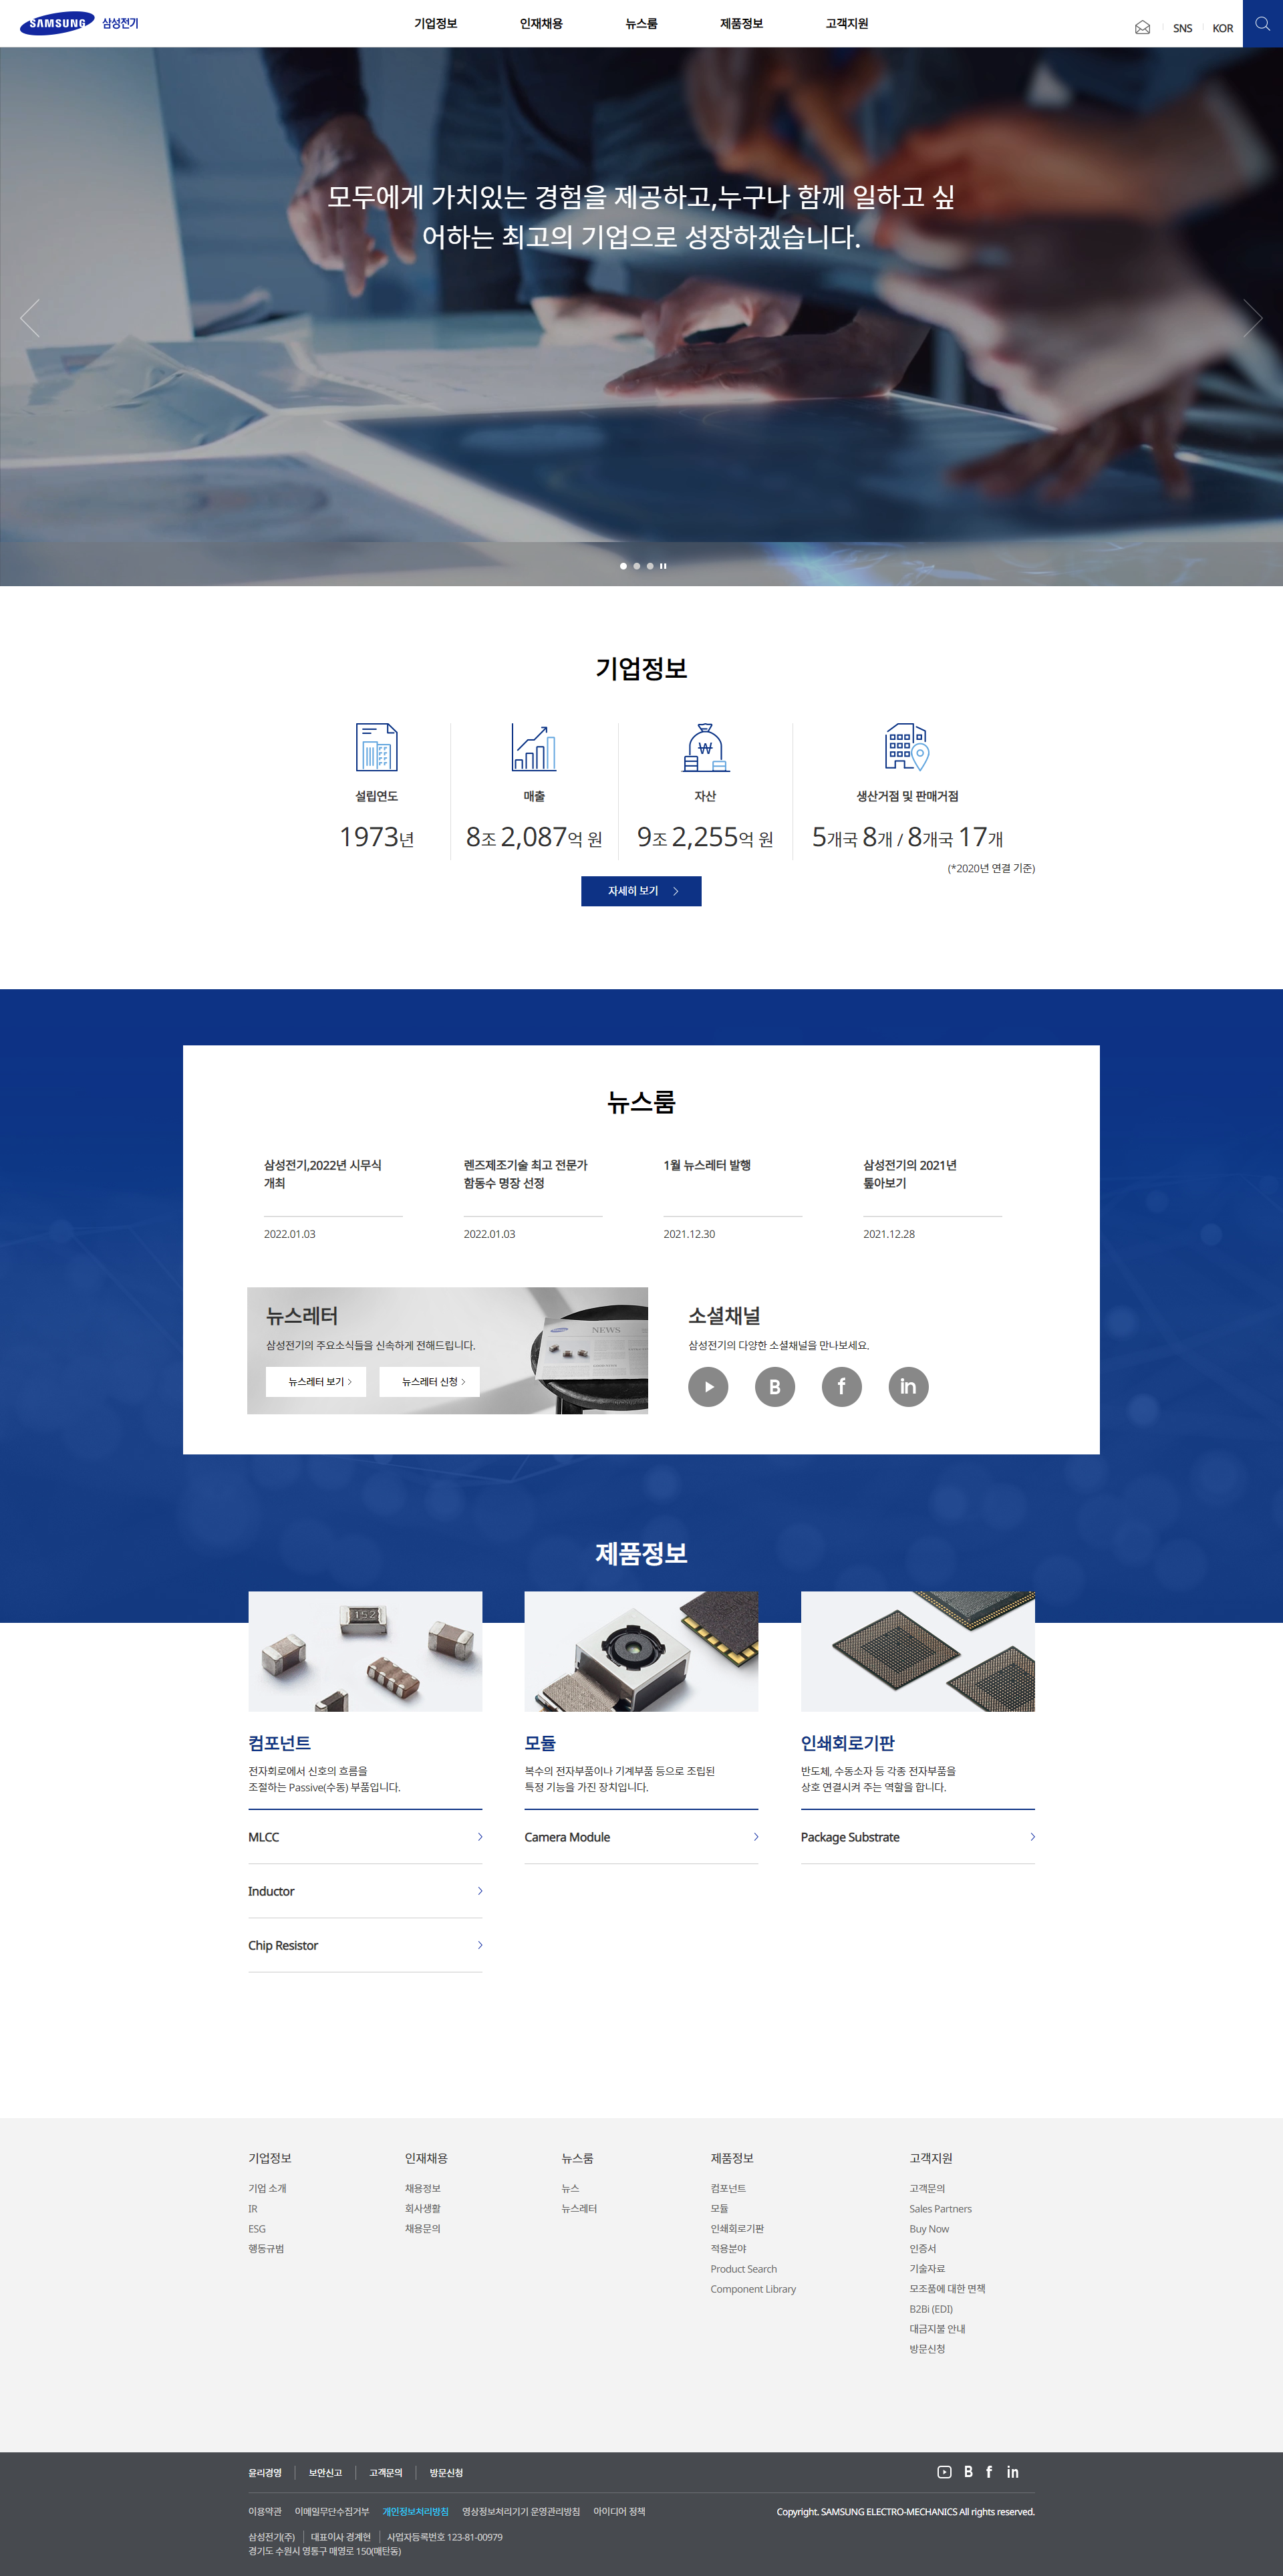 SAMSUNG 삼성전기
기업정보 인재채용 뉴스룸 제품정보 고객지원
SNS KOR
모두에게 가치있는 경험을 제공하고,누구나 함께 일하고 싶
어하는 최고의 기업으로 성장하겠습니다.
기업정보
설립연도
1973년
매출
8조 2,087억 원
자산
9조 2,255억 원
생산거점 및 판매거점
5개국 8개 / 8개국 17개
(*2020년 연결 기준)
자세히 보기
뉴스룸
삼성전기,2022년 시무식
개최
2022.01.03
렌즈제조기술 최고 전문가
함동수 명장 선정
2022.01.03
1월 뉴스레터 발행
2021.12.30
삼성전기의 2021년
톺아보기
2021.12.28
뉴스레터
삼성전기의 주요소식들을 신속하게 전해드립니다.
뉴스레터 보기
뉴스레터 신청
NEWS
소셜채널
삼성전기의 다양한 소셜채널을 만나보세요.
B f in
제품정보
152
컴포넌트
전자회로에서 신호의 흐름을
조절하는 Passive(수동) 부품입니다.
MLCC
Inductor
Chip Resistor
모듈
복수의 전자부품이나 기계부품 등으로 조립된
특정 기능을 가진 장치입니다.
Camera Module
인쇄회로기판
반도체, 수동소자 등 각종 전자부품을
상호 연결시켜 주는 역할을 합니다.
Package Substrate
기업정보
기업 소개
IR
ESG
행동규범
인재채용
채용정보
회사생활
채용문의
뉴스룸
뉴스
뉴스레터
제품정보
컴포넌트
모듈
인쇄회로기판
적용분야
Product Search
Component Library
고객지원
고객문의
Sales Partners
Buy Now
인증서
기술자료
모조품에 대한 면책
B2Bi (EDI)
대금지불 안내
방문신청
윤리경영 보안신고 고객문의 방문신청
B f in
이용약관 이메일무단수집거부 개인정보처리방침 영상정보처리기기 운영관리방침 아이디어 정책
Copyright. SAMSUNG ELECTRO-MECHANICS All rights reserved.
삼성전기(주) 대표이사 경계현 사업자등록번호 123-81-00979
경기도 수원시 영통구 매영로 150(매탄동)